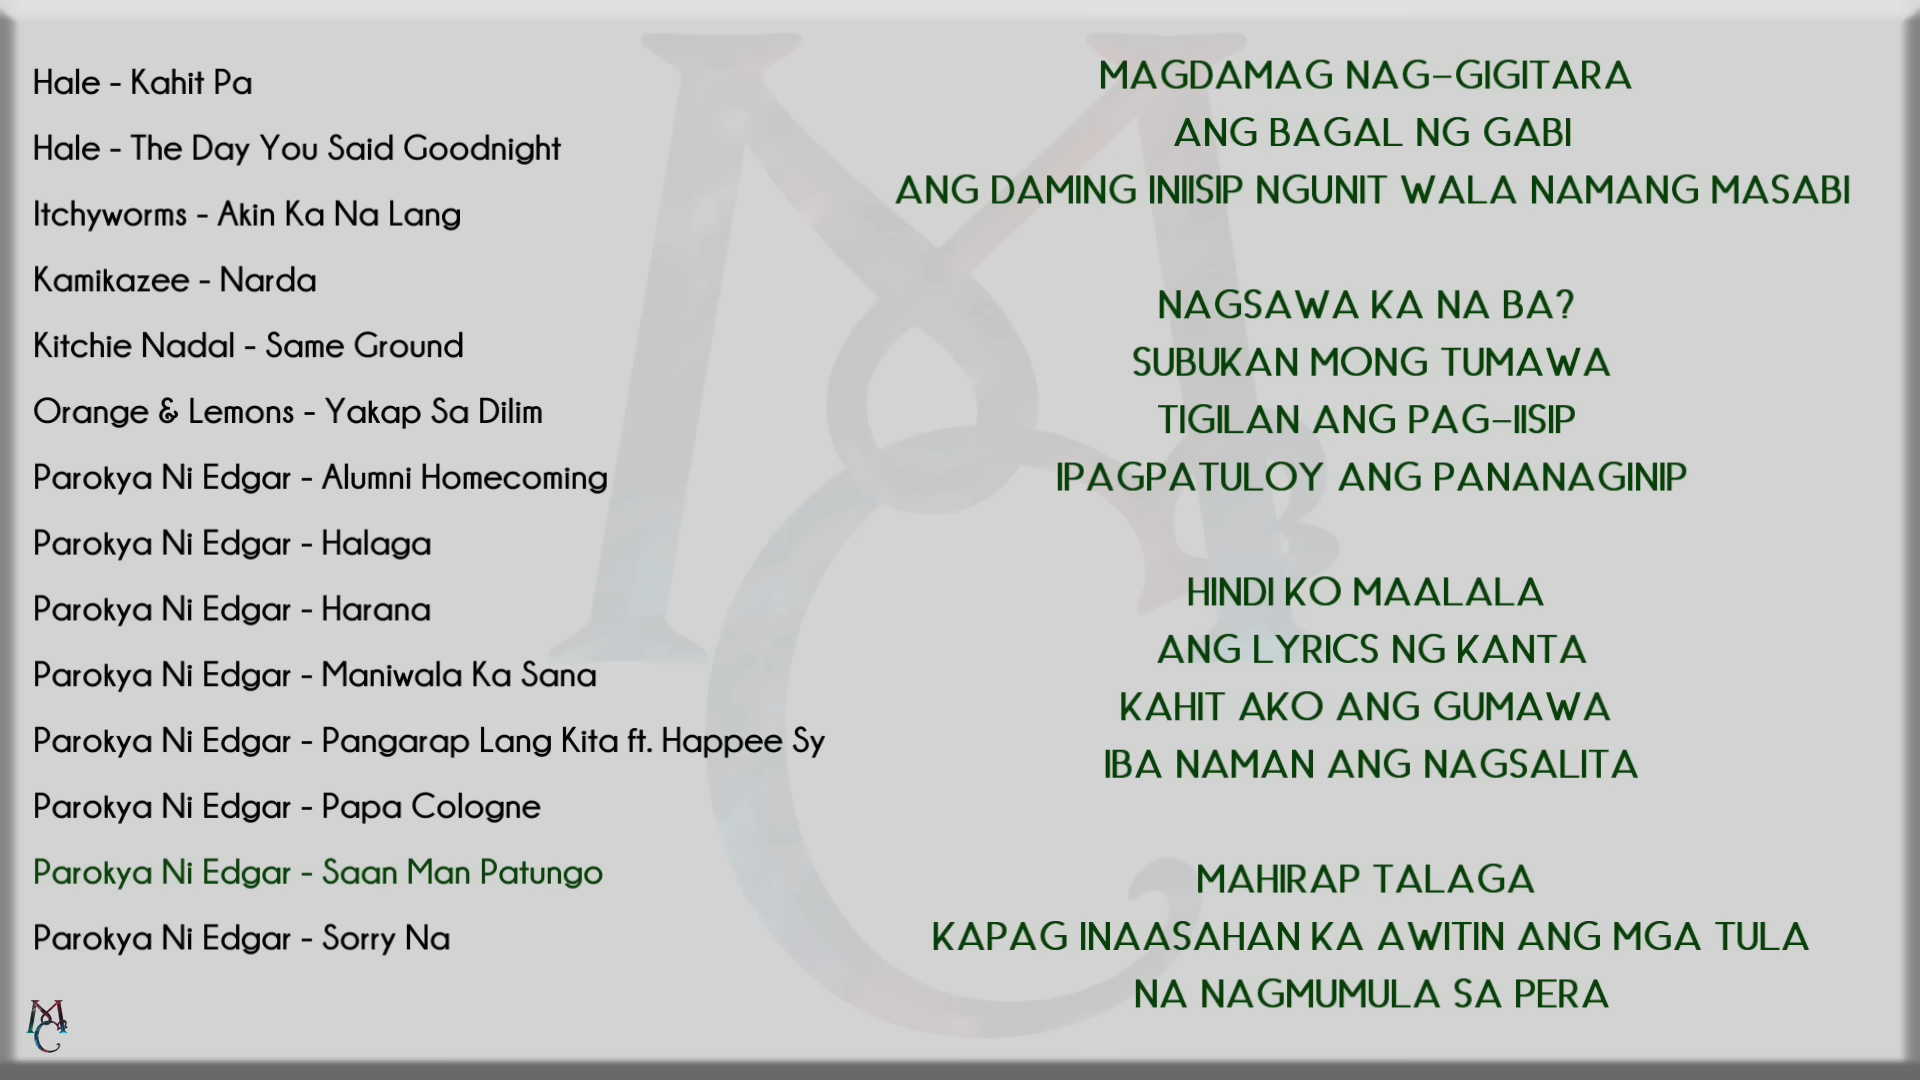 Hale - Kahit Pa
Hale - The Day You Said Goodnight
Itchyworms - Akin Ka Na Lang
Kamikazee - Narda
Kitchie Nadal - Same Ground
Orange & Lemons - Yakap Sa Dilim
Parokya Ni Edgar - Alumni Homecoming
Parokya Ni Edgar - Halaga
Parokya Ni Edgar - Harana
Parokya Ni Edgar - Maniwala Ka Sana
Parokya Ni Edgar - Pangarap Lang Kita ft. Happee Sy
Parokya Ni Edgar - Papa Cologne
Parokya Ni Edgar - Saan Man Patungo
Parokya Ni Edgar - Sorry Na
MAGDAMAG NAG-GIGITARA
ANG BAGAL NG GABI
ANG DAMING INIISIP NGUNIT WALA NAMANG MASABI
NAGSAWA KA NA BA?
SUBUKAN MONG TUMAWA
TIGILAN ANG PAG-IISIP
IPAGPATULOY ANG PANANAGINIP
HINDI KO MAALALA
ANG LYRICS NG KANTA
KAHIT AKO ANG GUMAWA
IBA NAMAN ANG NAGSALITA
MAHIRAP TALAGA
KAPAG INAASAHAN KA AWITIN ANG MGA TULA
NA NAGMUMULA SA PERA